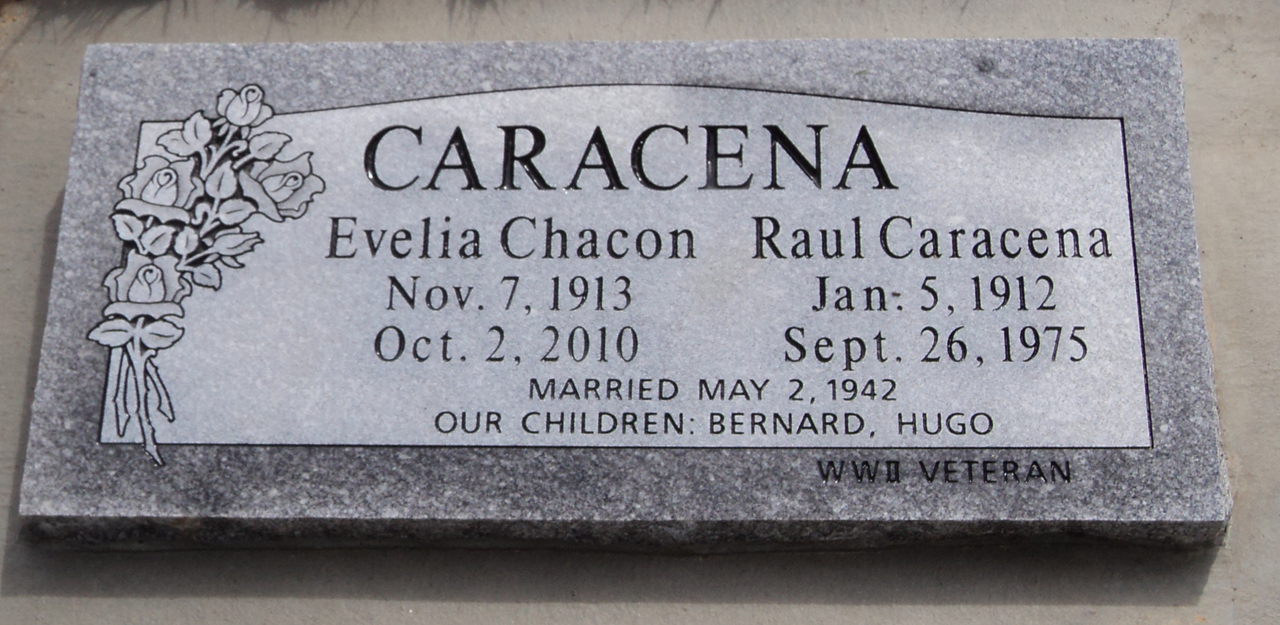 CARACENA
Evelia Chacon Raul Caracena
Nov. 7, 1913 Jan. 5, 1912
Oct. 2, 2010 Sept. 26, 1975
MARRIED MAY 2, 1942
OUR CHILDREN: BERNARD, HUGO
WWII VETERAN